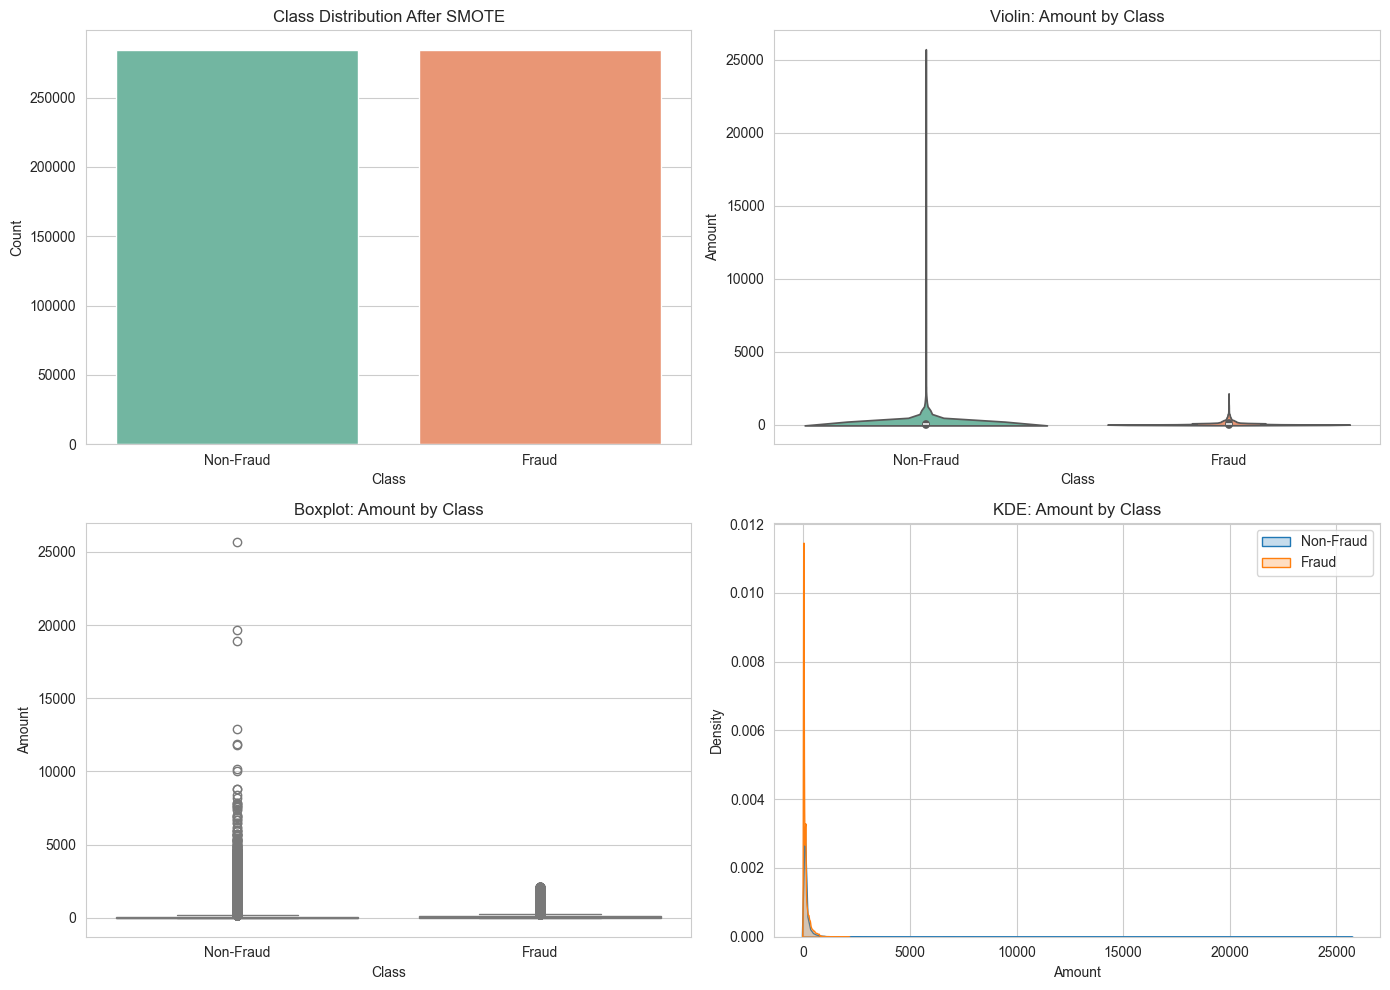 Class Distribution After SMOTE
250000
200000
150000
100000
50000
0
Count
Non-Fraud
Fraud
Class
Violin: Amount by Class
25000
20000
15000
10000
5000
0
Amount
Non-Fraud
Fraud
Class
Boxplot: Amount by Class
25000
20000
15000
10000
5000
0
Amount
Non-Fraud
Fraud
Class
KDE: Amount by Class
Non-Fraud
Fraud
0.012
0.010
0.008
0.006
0.004
0.002
0.000
Density
0 5000 10000 15000 20000 25000
Amount